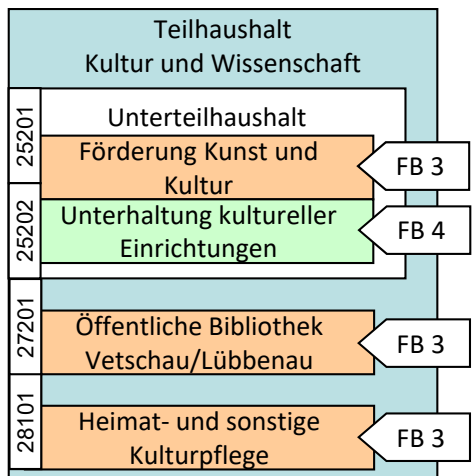 Teilhaushalt
Kultur und Wissenschaft
Unterteilhaushalt
25201
Förderung Kunst und
Kultur
FB 3
25202
Unterhaltung kultureller
Einrichtungen
FB 4
27201
Öffentliche Bibliothek
Vetschau/Lübbenau
FB 3
28101
Heimat- und sonstige
Kulturpflege
FB 3